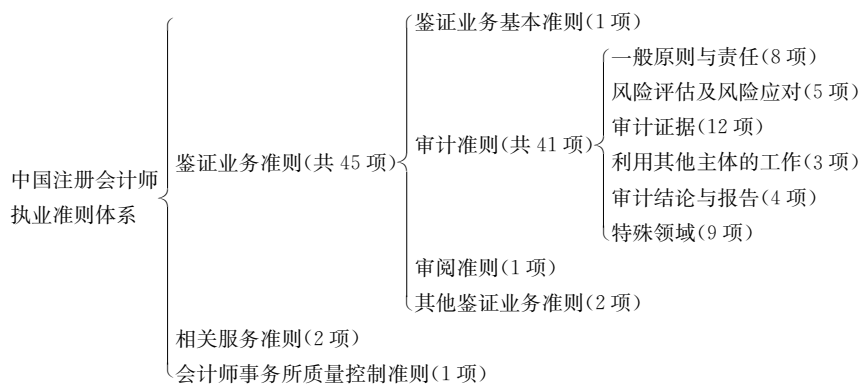 中国注册会计师
执业准则体系
鉴证业务准则(共 45 项)
鉴证业务基本准则(1 项)
审计准则(共 41 项)
一般原则与责任(8 项)
风险评估及风险应对(5 项)
审计证据(12 项)
利用其他主体的工作(3 项)
审计结论与报告(4 项)
特殊领域(9 项)
审阅准则(1 项)
其他鉴证业务准则(2 项)
相关服务准则(2 项)
会计师事务所质量控制准则(1 项)